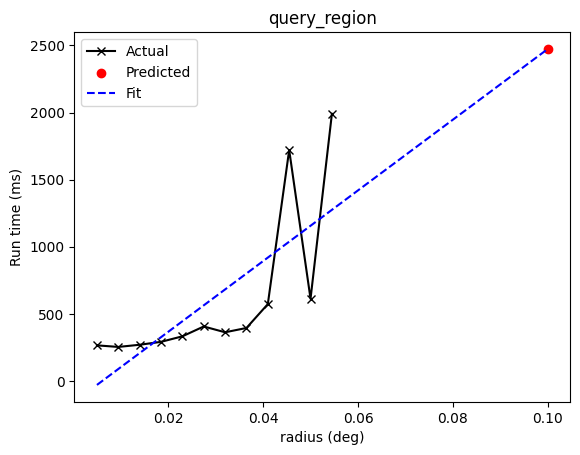 query_region
Actual
Predicted
Fit
Run time (ms)
2500
2000
1500
1000
500
0
0.02 0.04 0.06 0.08 0.10
radius (deg)